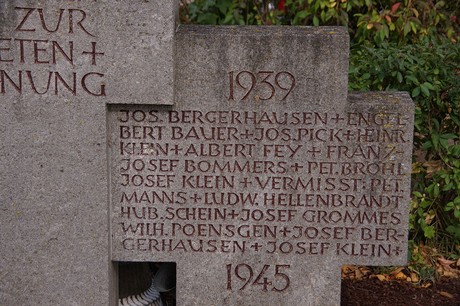 ZUR
ETEN +
NUNG
1939
JOS. BERGERHAUSEN + ENGEL-
BERT BAUER + JOS. PICK + HEINR.
KLEIN + ALBERT FEY + FRANZ-
JOSEF BOMMERS + PET. BRÖHL
JOSEF KLEIN + VERMISST: PET.
MANNS + LUDW. HELLENBRANDT
HUB. SCHEIN + JOSEF GROMMES
WILH. POENSGEN + JOSEF BER-
GERHAUSEN + JOSEF KLEIN +
1945